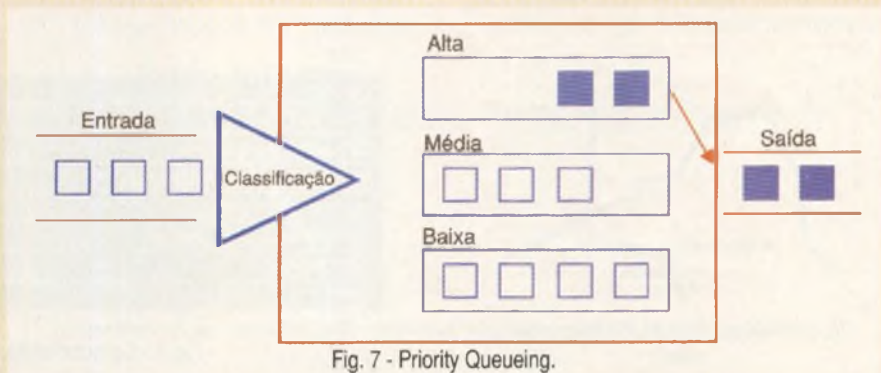 Alta
Entrada
Classificação
Média
Saída
Baixa
Fig. 7 - Priority Queueing.